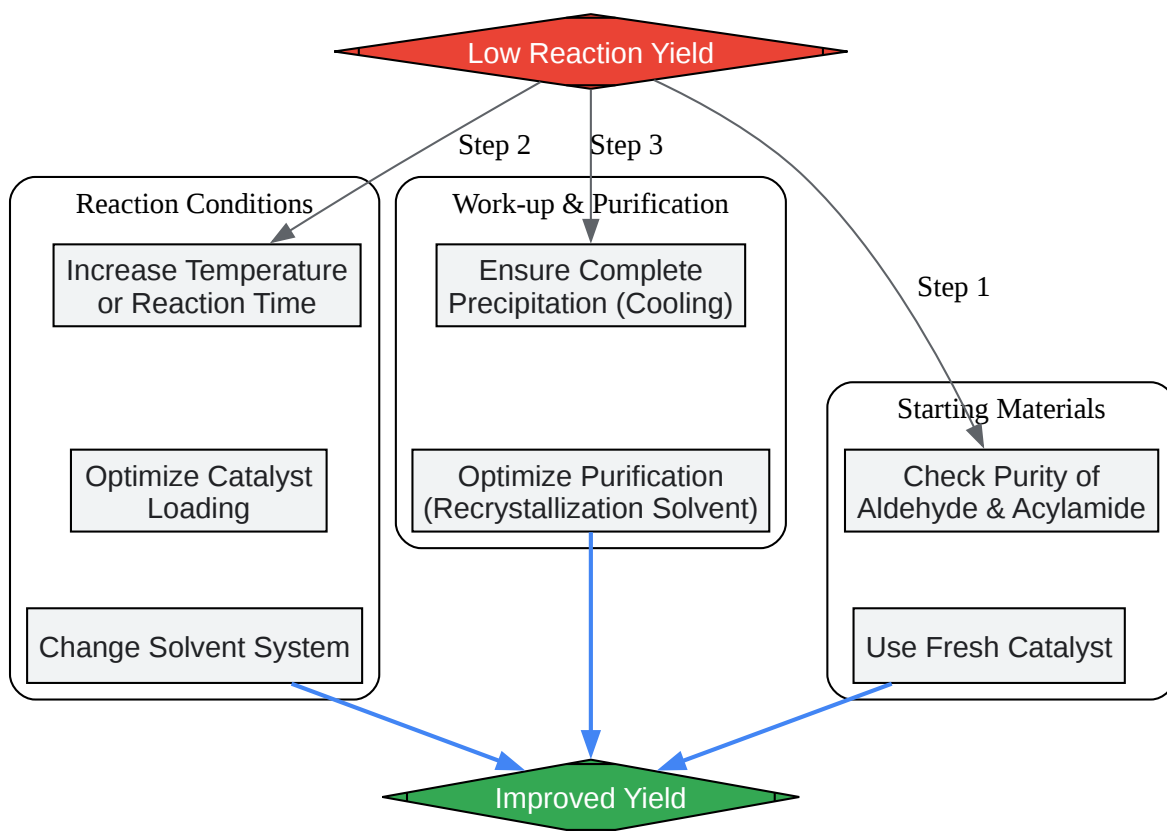 Low Reaction Yield
Step 2
Step 3
Reaction Conditions
Work-up & Purification
Increase Temperature
or Reaction Time
Ensure Complete
Precipitation (Cooling)
Step 1
Starting Materials
Optimize Catalyst
Loading
Optimize Purification
(Recrystallization Solvent)
Check Purity of
Aldehyde & Acylamide
Change Solvent System
Use Fresh Catalyst
Improved Yield